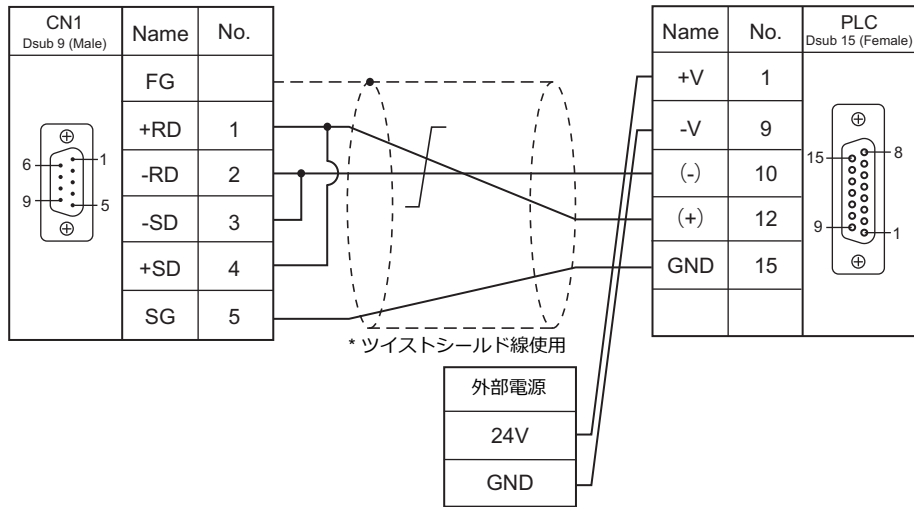 CN1
Dsub 9 (Male)
Name No.
FG
+RD 1
-RD 2
-SD 3
+SD 4
SG 5
6 1
9 5
* ツイストシールド線使用
Name No.
PLC
Dsub 15 (Female)
+V 1
-V 9
(-) 10
(+) 12
GND 15
15 8
9 1
外部電源
24V
GND